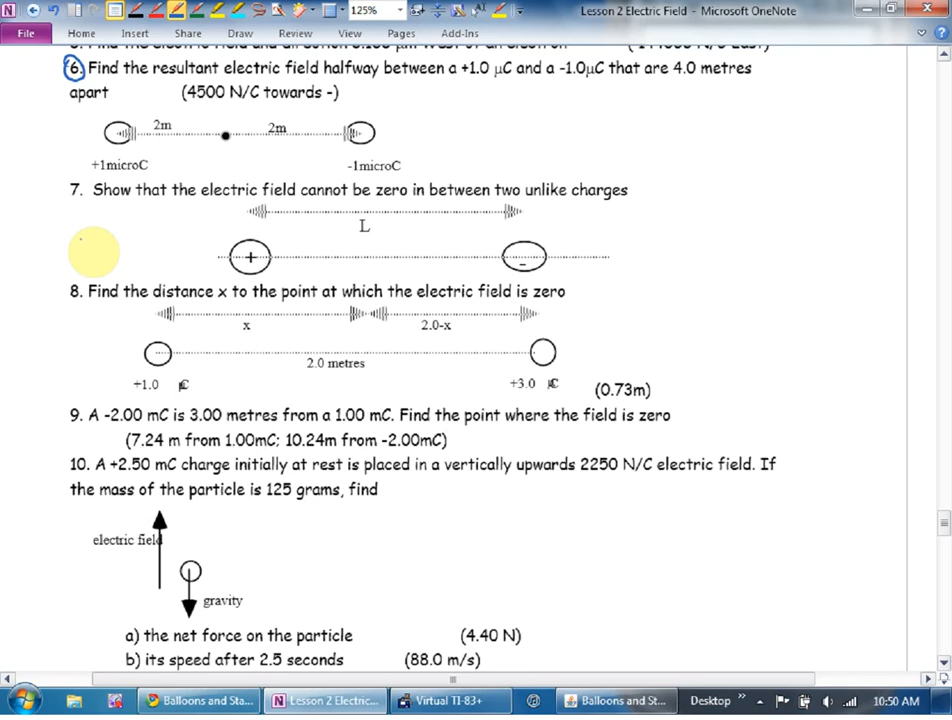 125%
Lesson 2 Electric Field - Microsoft OneNote
File Home Insert Share Draw Review View Page Add-Ins
6. Find the resultant electric field halfway between a +1.0 µC and a -1.0µC that are 4.0 metres
apart (4500 N/C towards -)
2m 2m
+1microC -1microC
7. Show that the electric field cannot be zero in between two unlike charges
L
+ -
8. Find the distance x to the point at which the electric field is zero
x 2.0-x
2.0 metres
+1.0 µC +3.0 µC (0.73m)
9. A -2.00 mC is 3.00 metres from a 1.00 mC. Find the point where the field is zero
(7.24 m from 1.00mC; 10.24m from -2.00mC)
10. A +2.50 mC charge initially at rest is placed in a vertically upwards 2250 N/C electric field. If
the mass of the particle is 125 grams, find
electric field
gravity
a) the net force on the particle (4.40 N)
b) its speed after 2.5 seconds (88.0 m/s)
Balloons and Sta... Lesson 2 Electric... Virtual TI-83+ Balloons and St... Desktop 10:50 AM